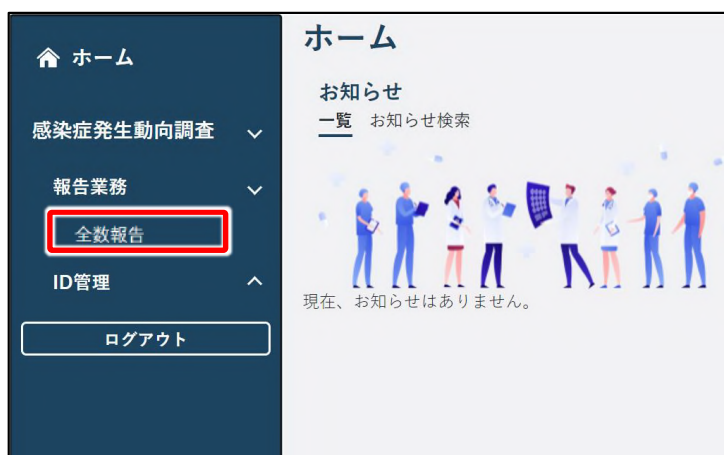 ホーム
感染症発生動向調査
報告業務
全数報告
ID管理
ログアウト
ホーム
お知らせ
一覧 お知らせ検索
現在、お知らせはありません。